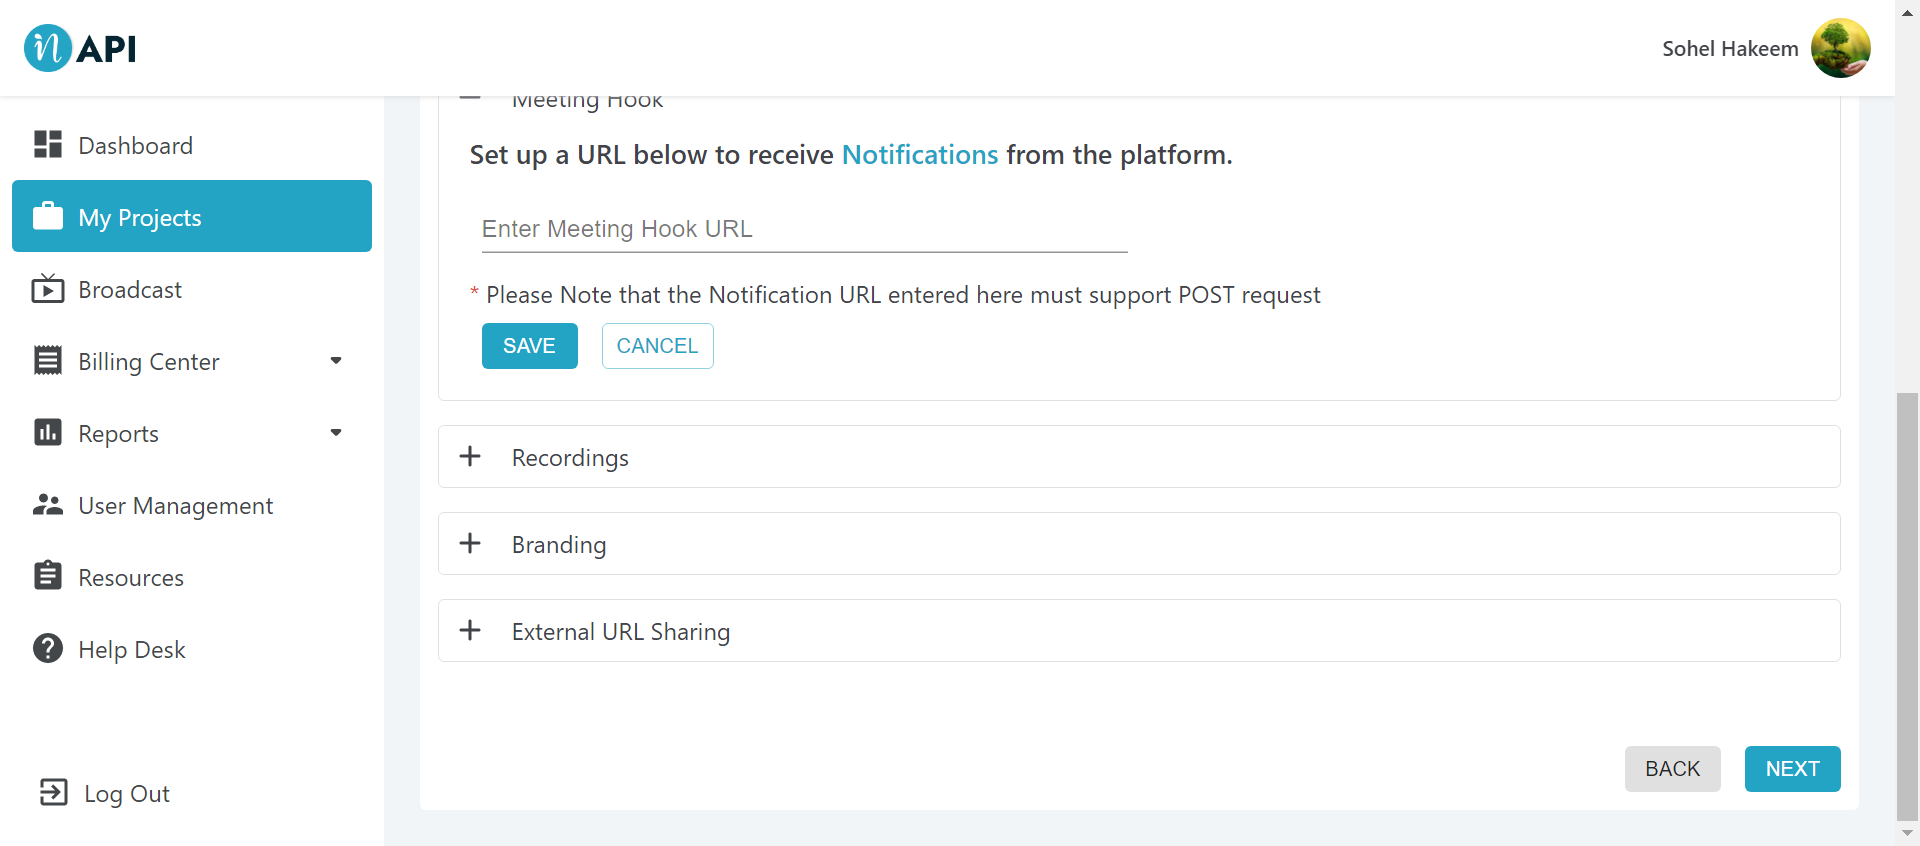 n API
Sohel Hakeem
Dashboard
My Projects
Broadcast
Billing Center
Reports
User Management
Resources
Help Desk
Log Out
Meeting Hook
Set up a URL below to receive Notifications from the platform.
Enter Meeting Hook URL
* Please Note that the Notification URL entered here must support POST request
SAVE CANCEL
Recordings
Branding
External URL Sharing
BACK NEXT